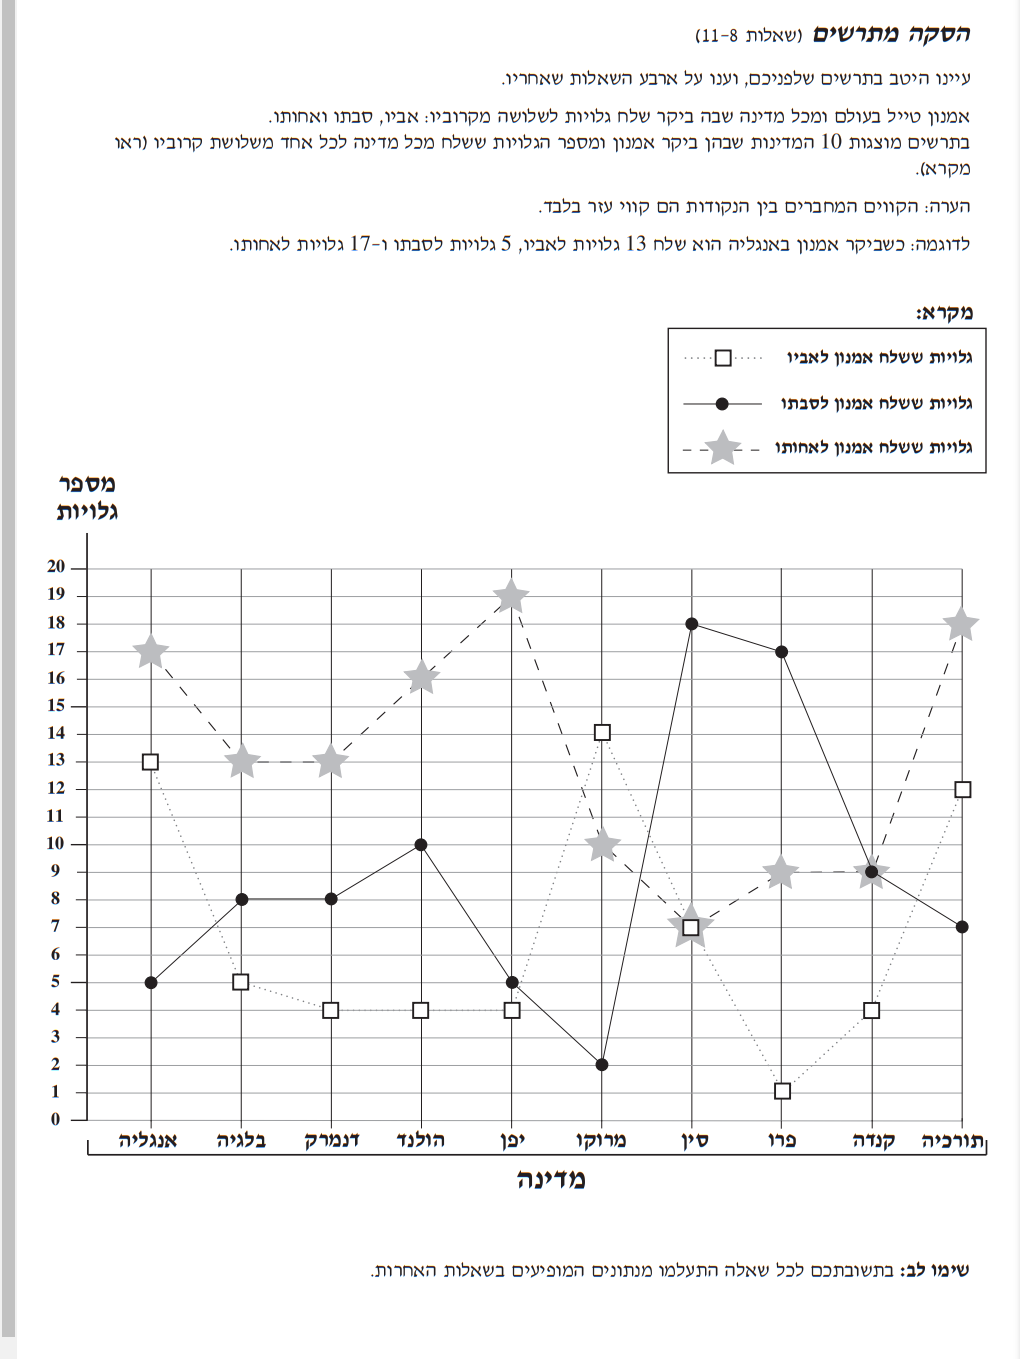 הסקה מתרשים (שאלות 8–11)
עיינו היטב בתרשים שלפניכם, וענו על ארבע השאלות שאחריו.
אמנון טייל בעולם ומכל מדינה שבה ביקר שלח גלויות לשלושה מקרוביו: אביו, סבתו ואחותו.
בתרשים מוצגות 10 המדינות שבהן ביקר אמנון ומספר הגלויות ששלח מכל מדינה לכל אחד משלושת קרוביו (ראו
מקרא).
הערה: הקווים המחברים בין הנקודות הם קווי עזר בלבד.
לדוגמה: כשביקר אמנון באנגליה הוא שלח 13 גלויות לאביו, 5 גלויות לסבתו ו-17 גלויות לאחותו.
מקרא:
גלויות ששלח אמנון לאביו
גלויות ששלח אמנון לסבתו
גלויות ששלח אמנון לאחותו
מספר
גלויות
20
19
18
17
16
15
14
13
12
11
10
9
8
7
6
5
4
3
2
1
0
אנגליה בלגיה דנמרק הולנד יפן מרוקו סין פרו קנדה תורכיה
מדינה
שימו לב: בתשובתכם לכל שאלה התעלמו מנתונים המופיעים בשאלות האחרות.